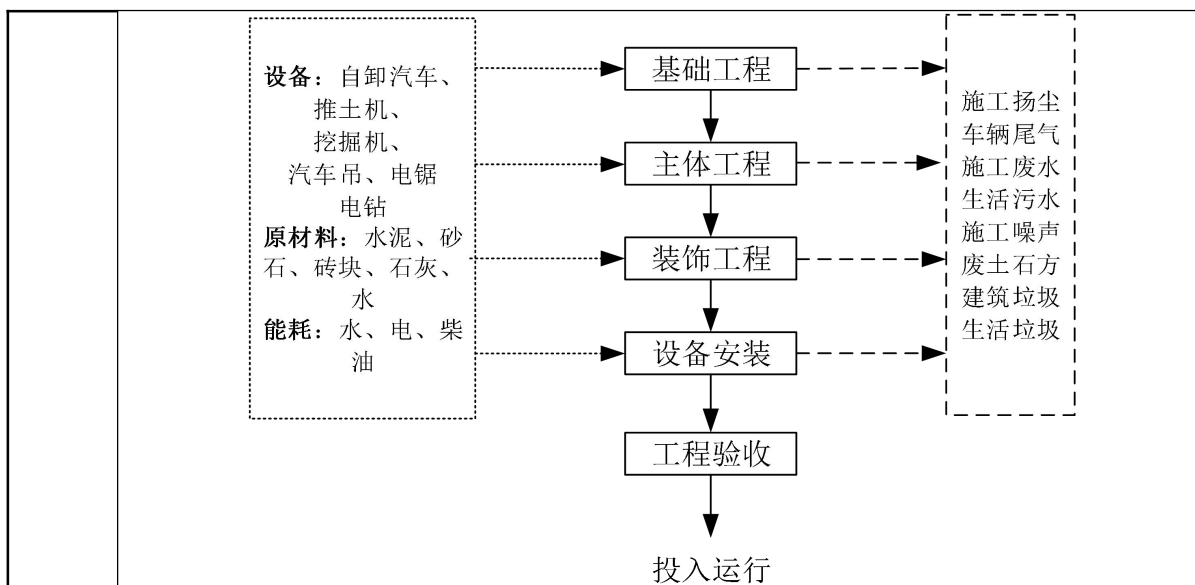 设备：自卸汽车、
推土机、
挖掘机、
汽车吊、电锯
电钻
原材料：水泥、砂
石、砖块、石灰、
水
能耗：水、电、柴
油
基础工程
主体工程
装饰工程
设备安装
工程验收
投入运行
施工扬尘
车辆尾气
施工废水
生活污水
施工噪声
废土石方
建筑垃圾
生活垃圾